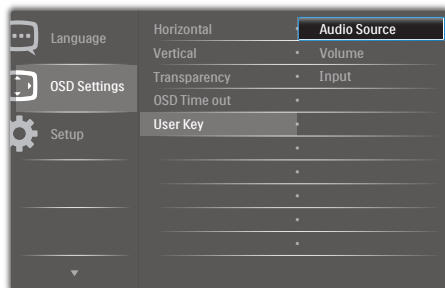 Language
OSD Settings
Setup
Horizontal
Vertical
Transparency
OSD Time out
User Key
Audio Source
Volume
Input